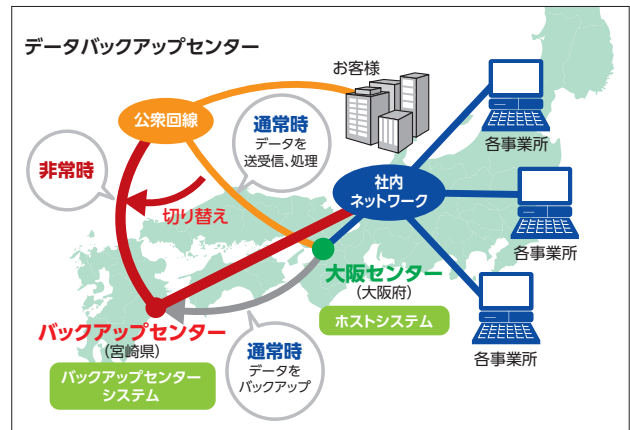 データバックアップセンター
お客様
公衆回線
通常時
データを
送受信、処理
各事業所
非常時
切り替え
社内
ネットワーク
各事業所
大阪センター
(大阪府)
ホストシステム
バックアップセンター
(宮崎県)
バックアップセンター
システム
通常時
データを
バックアップ
各事業所